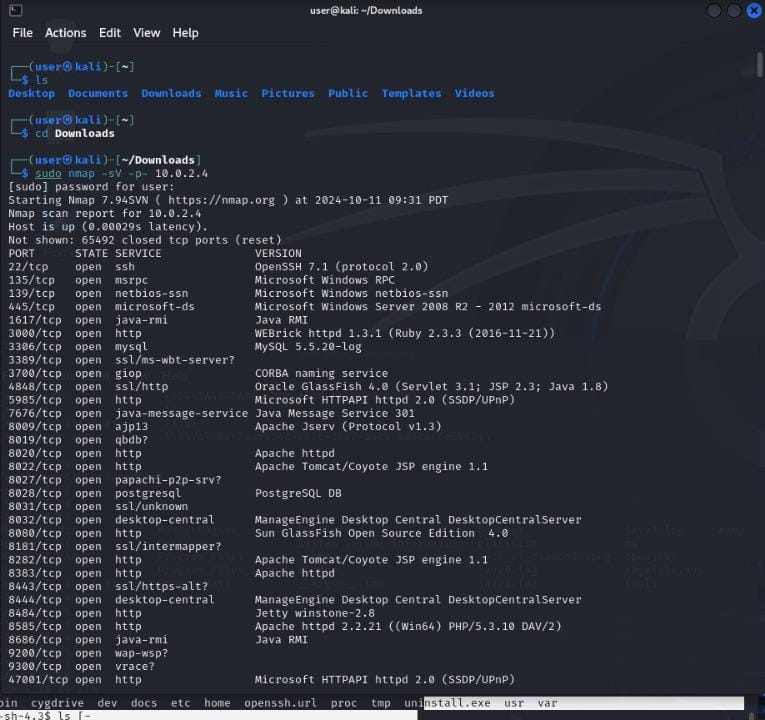 user@kali: ~/Downloads
File Actions Edit View Help
┌──(user㉿kali)-[~]
└─$ ls
Desktop Documents Downloads Music Pictures Public Templates Videos
┌──(user㉿kali)-[~]
└─$ cd Downloads
┌──(user㉿kali)-[~/Downloads]
└─$ sudo nmap -sV -p- 10.0.2.4
[sudo] password for user:
Starting Nmap 7.94SVN ( https://nmap.org ) at 2024-10-11 09:31 PDT
Nmap scan report for 10.0.2.4
Host is up (0.00029s latency).
Not shown: 65492 closed tcp ports (reset)
PORT STATE SERVICE VERSION
22/tcp open ssh OpenSSH 7.1 (protocol 2.0)
135/tcp open msrpc Microsoft Windows RPC
139/tcp open netbios-ssn Microsoft Windows netbios-ssn
445/tcp open microsoft-ds Microsoft Windows Server 2008 R2 - 2012 microsoft-ds
1617/tcp open java-rmi Java RMI
3000/tcp open http WEBrick httpd 1.3.1 (Ruby 2.3.3 (2016-11-21))
3306/tcp open mysql MySQL 5.5.20-log
3389/tcp open ssl/ms-wbt-server?
3700/tcp open giop CORBA naming service
4848/tcp open ssl/http Oracle GlassFish 4.0 (Servlet 3.1; JSP 2.3; Java 1.8)
5985/tcp open http Microsoft HTTPAPI httpd 2.0 (SSDP/UPnP)
7676/tcp open java-message-service Java Message Service 301
8009/tcp open ajp13 Apache Jserv (Protocol v1.3)
8019/tcp open qbdb?
8020/tcp open http Apache httpd
8022/tcp open http Apache Tomcat/Coyote JSP engine 1.1
8027/tcp open papachi-p2p-srv?
8028/tcp open postgresql PostgreSQL DB
8031/tcp open ssl/unknown
8032/tcp open desktop-central ManageEngine Desktop Central DesktopCentralServer
8080/tcp open http Sun GlassFish Open Source Edition 4.0
8181/tcp open ssl/intermapper?
8282/tcp open http Apache Tomcat/Coyote JSP engine 1.1
8383/tcp open http Apache httpd
8443/tcp open ssl/https-alt?
8444/tcp open desktop-central ManageEngine Desktop Central DesktopCentralServer
8484/tcp open http Jetty winstone-2.8
8585/tcp open http Apache httpd 2.2.21 ((Win64) PHP/5.3.10 DAV/2)
8686/tcp open java-rmi Java RMI
9200/tcp open wap-wsp?
9300/tcp open vrace?
47001/tcp open http Microsoft HTTPAPI httpd 2.0 (SSDP/UPnP)
bin cygdrive dev docs etc home openssh.url proc tmp uninstall.exe usr var
-sh-4.3$ ls [-